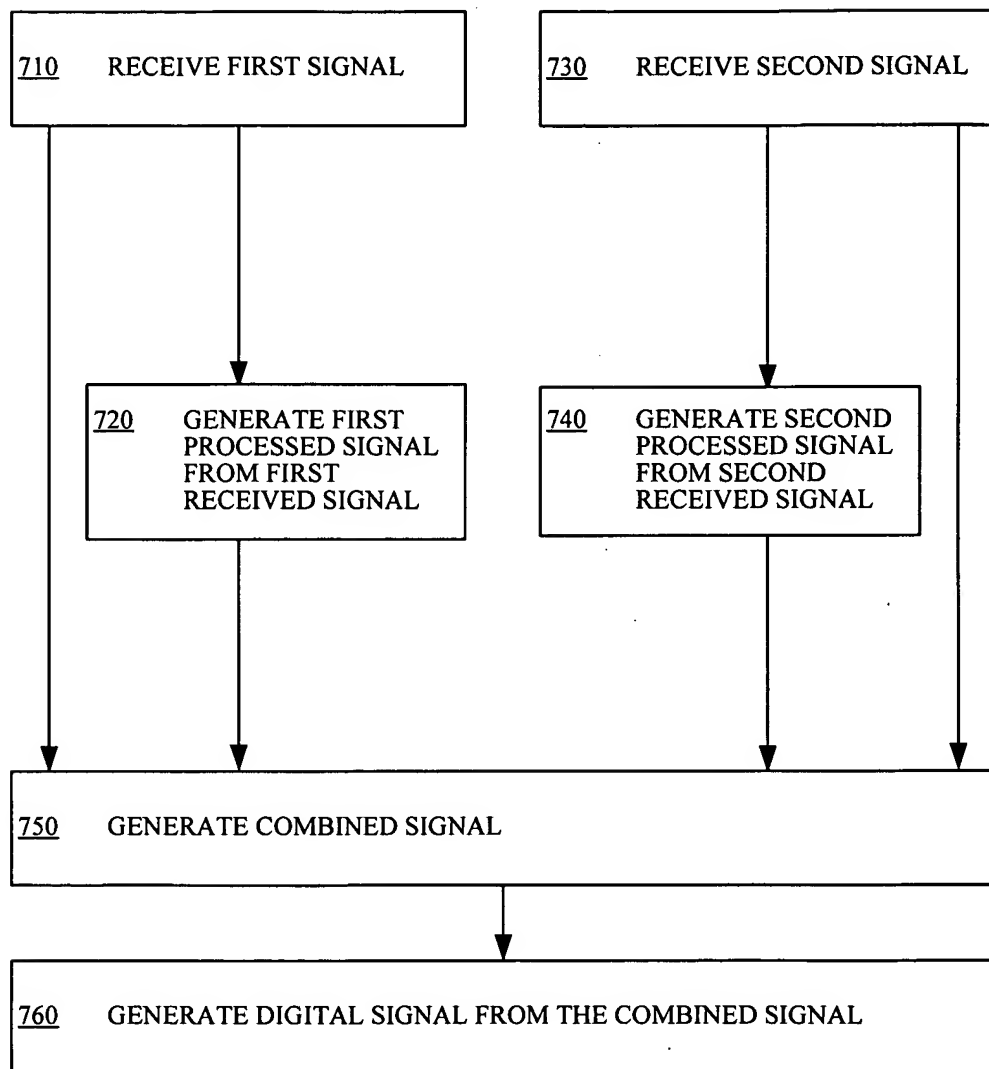 710 RECEIVE FIRST SIGNAL
730 RECEIVE SECOND SIGNAL
720 GENERATE FIRST
PROCESSED SIGNAL
FROM FIRST
RECEIVED SIGNAL
740 GENERATE SECOND
PROCESSED SIGNAL
FROM SECOND
RECEIVED SIGNAL
750 GENERATE COMBINED SIGNAL
760 GENERATE DIGITAL SIGNAL FROM THE COMBINED SIGNAL